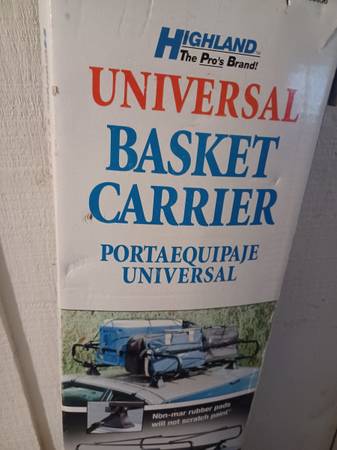 HIGHLAND
The Pro's Brand!
UNIVERSAL
BASKET
CARRIER
PORTAEQUIPAJE
UNIVERSAL
Non-mar rubber pads
will not scratch paint*